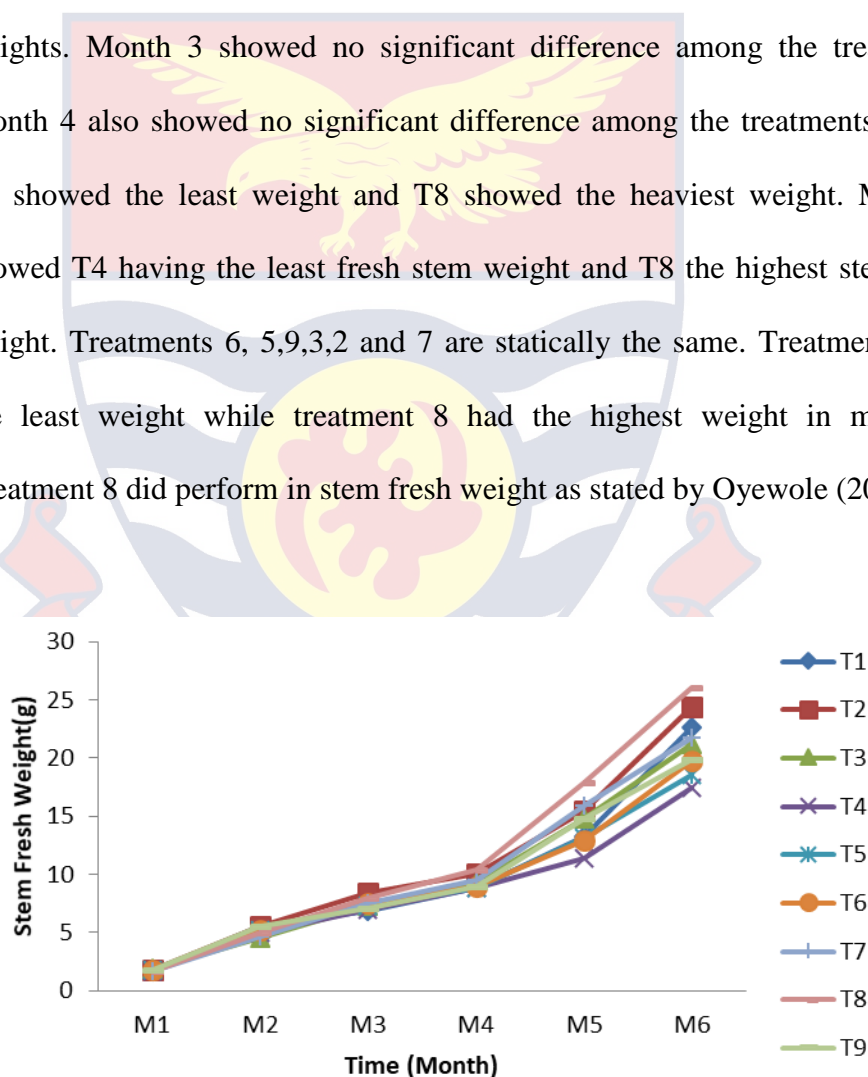 ights. Month 3 showed no significant difference among the tre
onth 4 also showed no significant difference among the treatments
showed the least weight and T8 showed the heaviest weight. M
owed T4 having the least fresh stem weight and T8 the highest ste
ight. Treatments 6, 5,9,3,2 and 7 are statically the same. Treatmen
e least weight while treatment 8 had the highest weight in m
eatment 8 did perform in stem fresh weight as stated by Oyewole (20
30
25
20
15
10
5
0
Stem Fresh Weight(g)
M1 M2 M3 M4 M5 M6
Time (Month)
T1
T2
T3
T4
T5
T6
T7
T8
T9